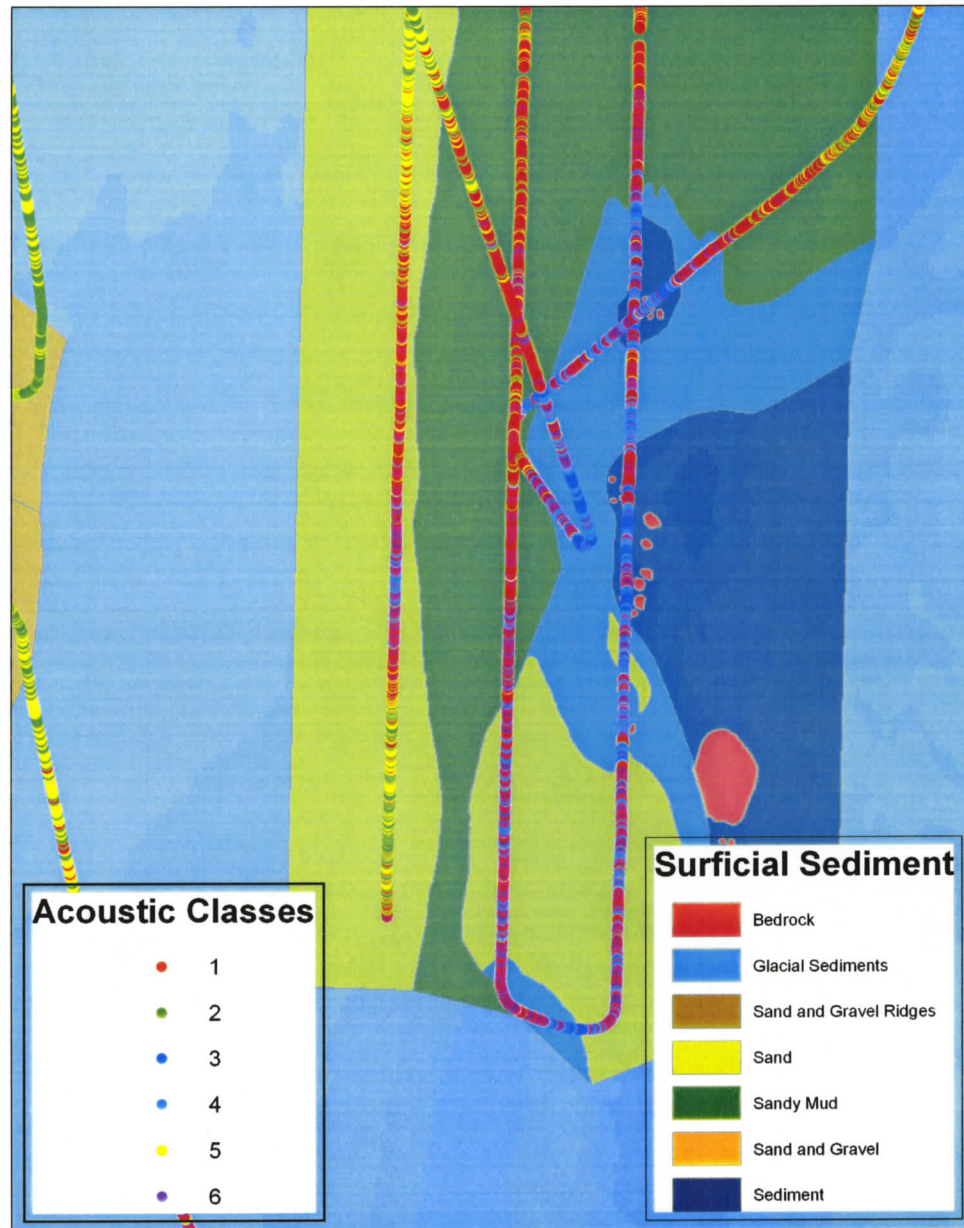 Acoustic Classes
1
2
3
4
5
6
Surficial Sediment
Bedrock
Glacial Sediments
Sand and Gravel Ridges
Sand
Sandy Mud
Sand and Gravel
Sediment